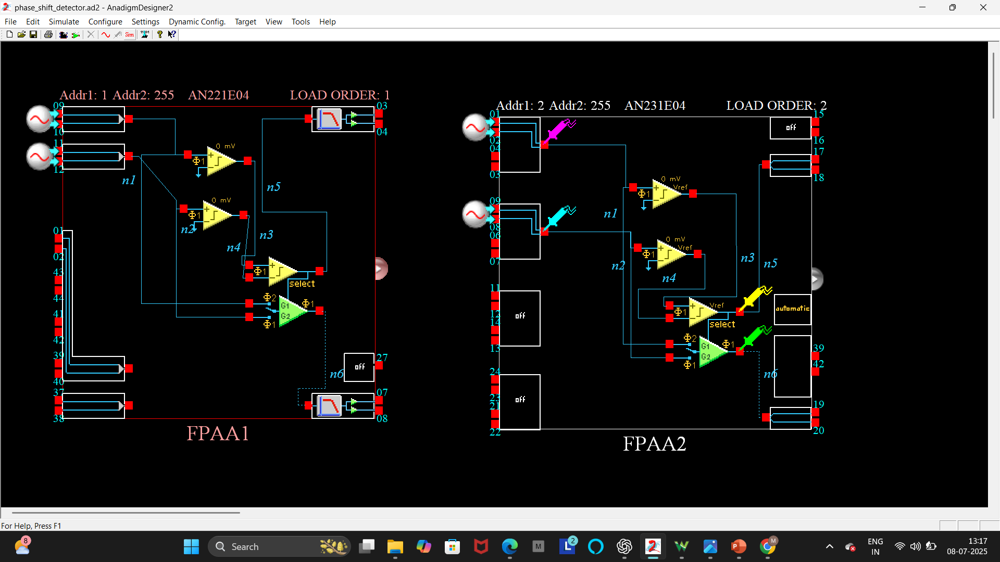 phase_shift_detector.ad2 - AnadigmDesigner2
File Edit Simulate Configure Settings Dynamic Config. Target View Tools Help
Sim
Addr1: 1 Addr2: 255 AN221E04 LOAD ORDER: 1
09
10
11
12
01
02
43
44
41
42
39
40
37
38
03
04
27
07
08
n1
n2
n3
n4
n5
n6
0 mV
Φ1
0 mV
Φ1
Φ1
select
Φ2
G1
G2
Φ1
Φ1
off
FPAA1
Addr1: 2 Addr2: 255 AN231E04 LOAD ORDER: 2
01
02
04
03
09
08
06
07
11
12
14
13
24
23
21
22
15
16
17
18
39
42
19
20
off
off
off
automatic
n1
n2
n3
n4
n5
n6
0 mV
Vref
Φ1
0 mV
Vref
Φ1
Vref
Φ1
select
Φ2
G1
G2
Φ1
Φ1
FPAA2
For Help, Press F1
8
Search
2
ENG
IN
13:17
08-07-2025